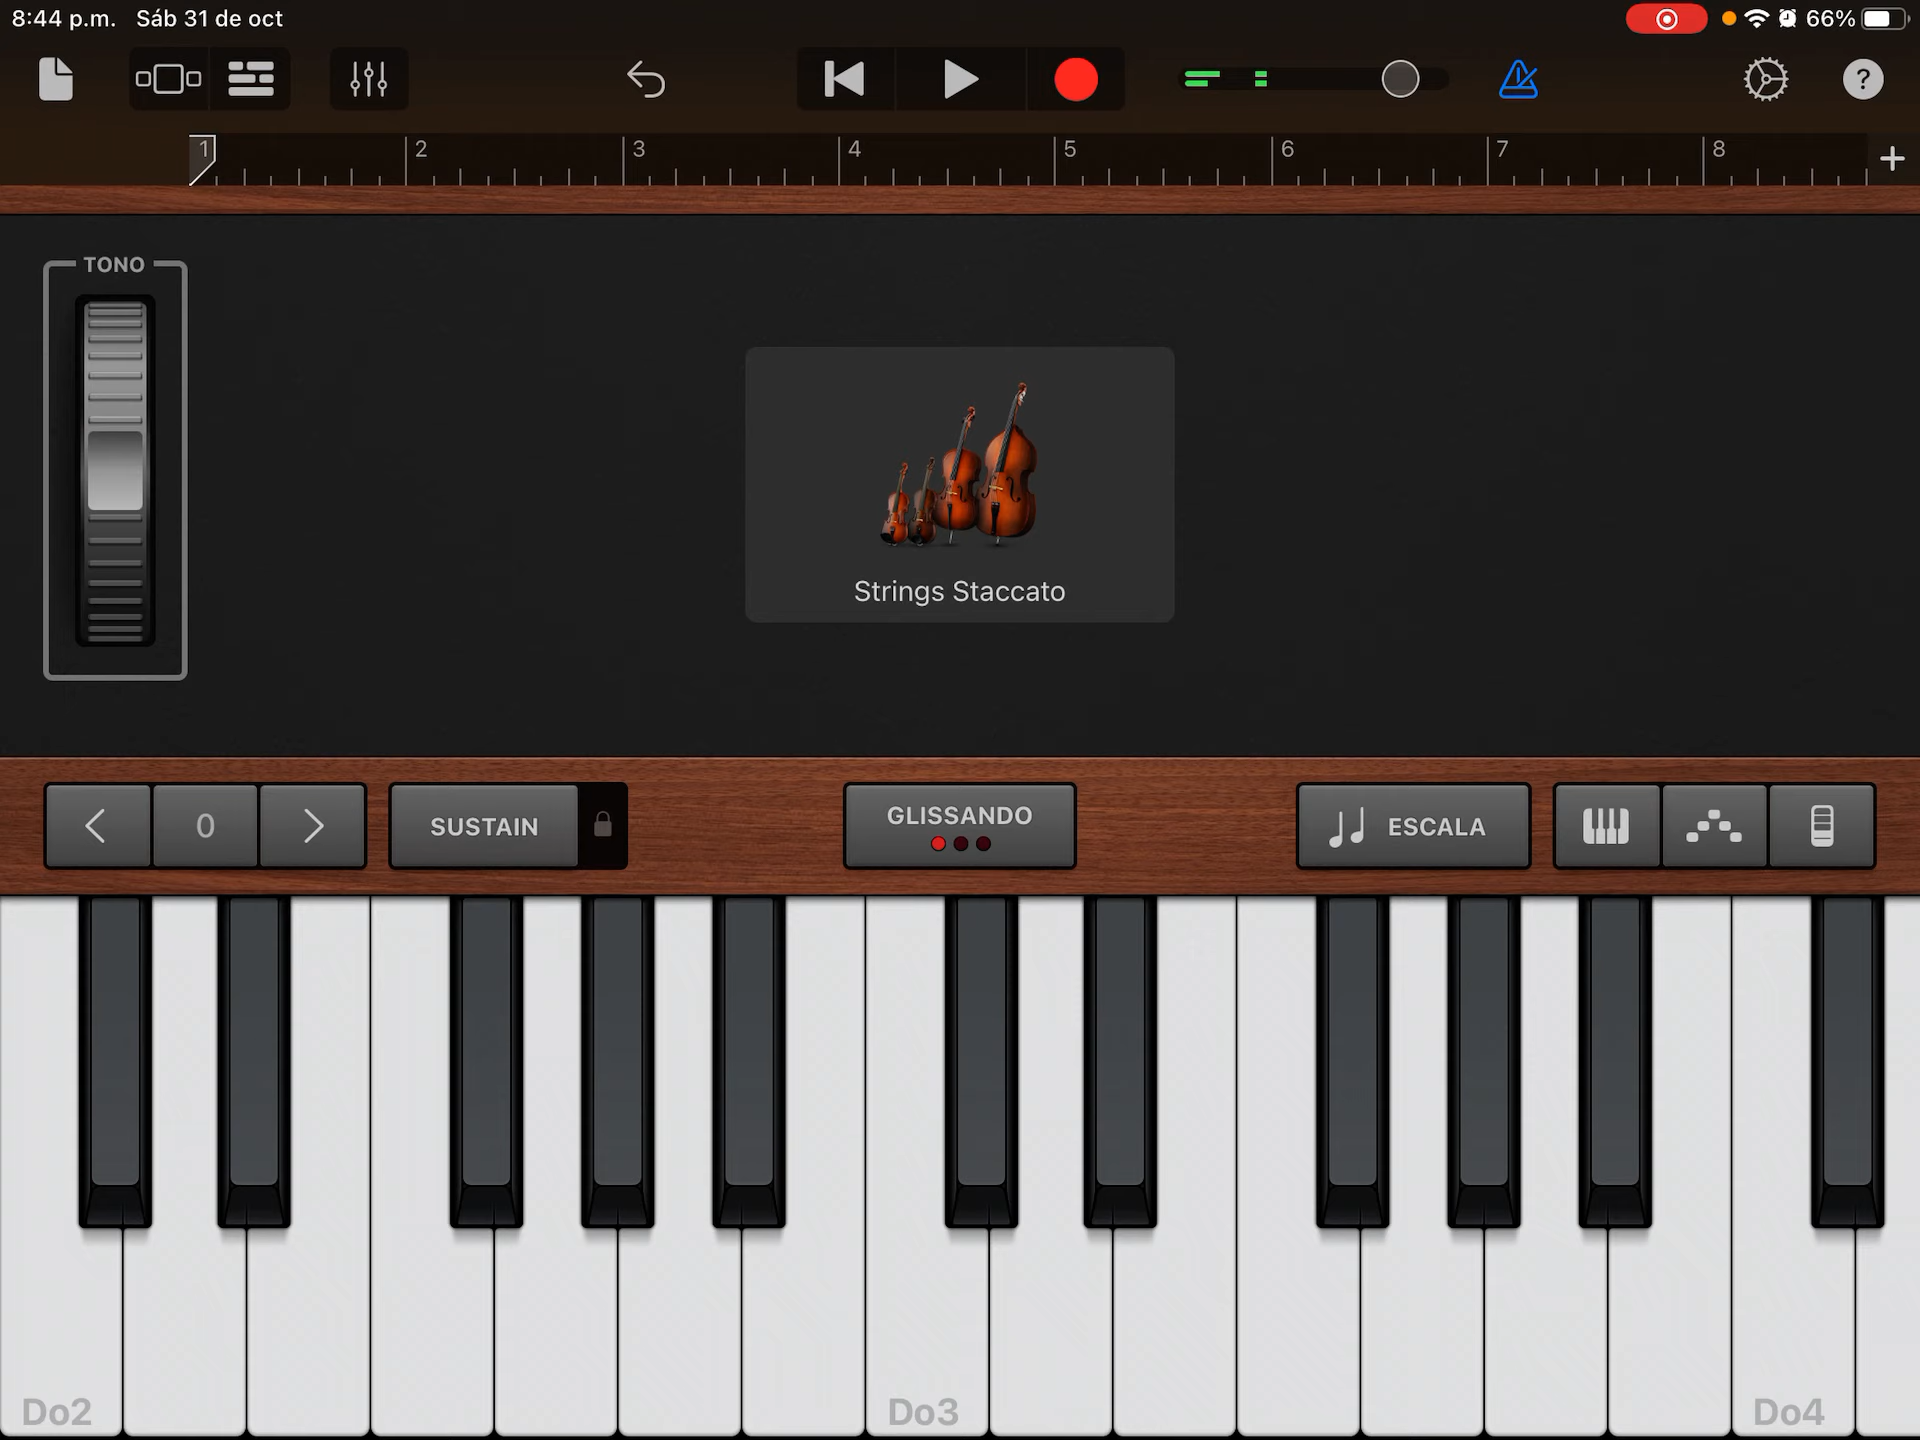 8:44 p.m. Sáb 31 de oct 66%
?
1 2 3 4 5 6 7 8 +
TONO
Strings Staccato
0 SUSTAIN GLISSANDO ESCALA
Do2 Do3 Do4